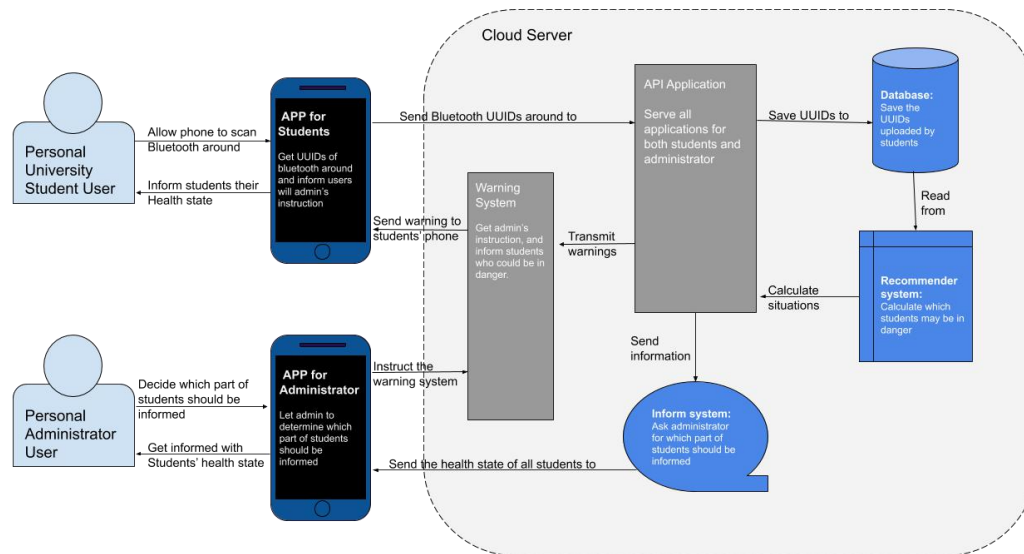 Cloud Server
Personal
University
Student User
Allow phone to scan
Bluetooth around
Inform students their
Health state
APP for
Students
Get UUIDs of
bluetooth around
and inform users
will admin's
instruction
Send Bluetooth UUIDs around to
API Application
Serve all
applications for
both students and
administrator
Save UUIDs to
Database:
Save the
UUIDs
uploaded by
students
Read
from
Recommender
system:
Calculate which
students may be in
danger
Calculate
situations
Warning
System
Get admin's
instruction, and
inform students
who could be in
danger.
Transmit
warnings
Send warning to
students' phone
Send
information
Inform system:
Ask administrator
for which part of
students should be
informed
Send the health state of all students to
Instruct the
warning system
APP for
Administrator
Let admin to
determine which
part of students
should be
informed
Decide which part of
students should be
informed
Get informed with
Students' health state
Personal
Administrator
User